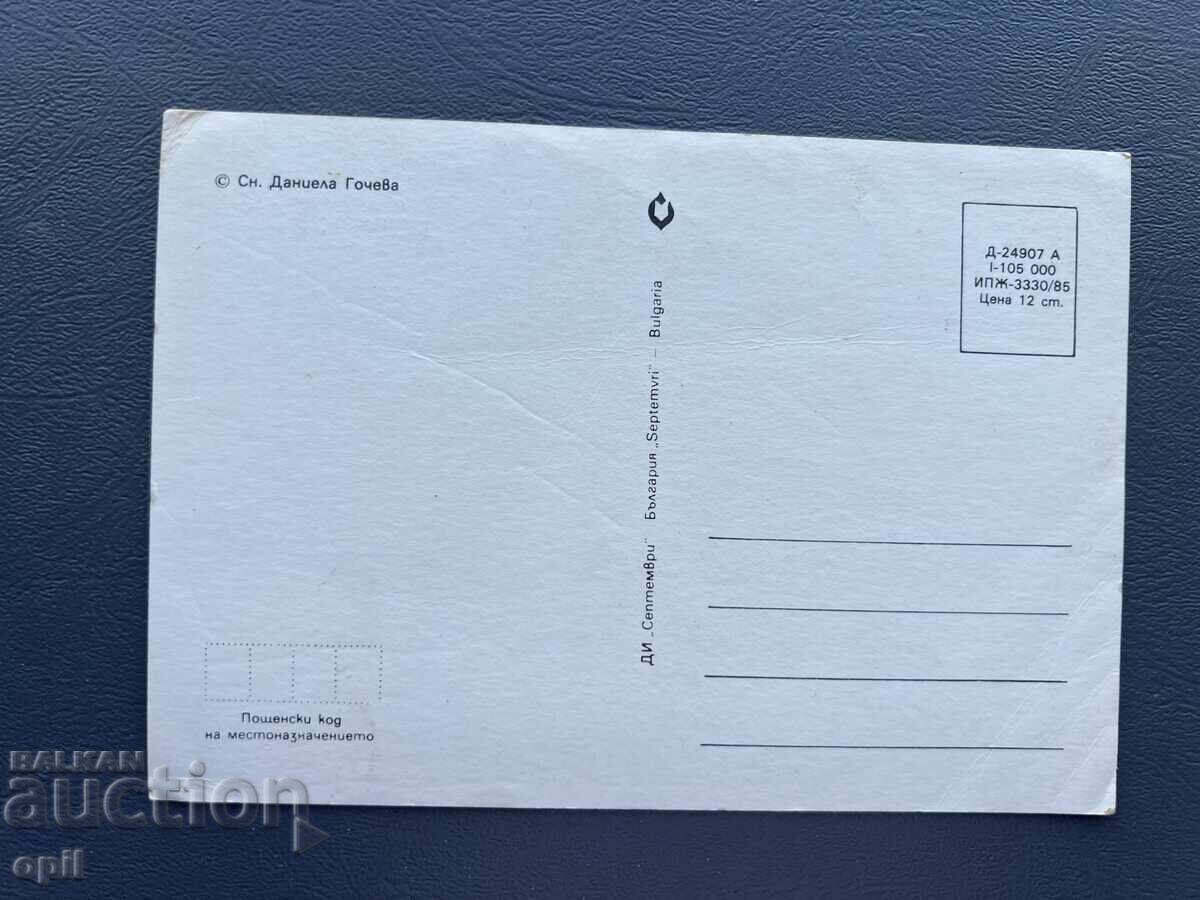 © Сн. Даниела Гочева
Д-24907 А
I-105 000
ИПЖ-3330/85
Цена 12 ст.
ДИ „Септември" България „Septemvri" – Bulgaria
Пощенски код
на местоназначението
BALKAN
auction
opil